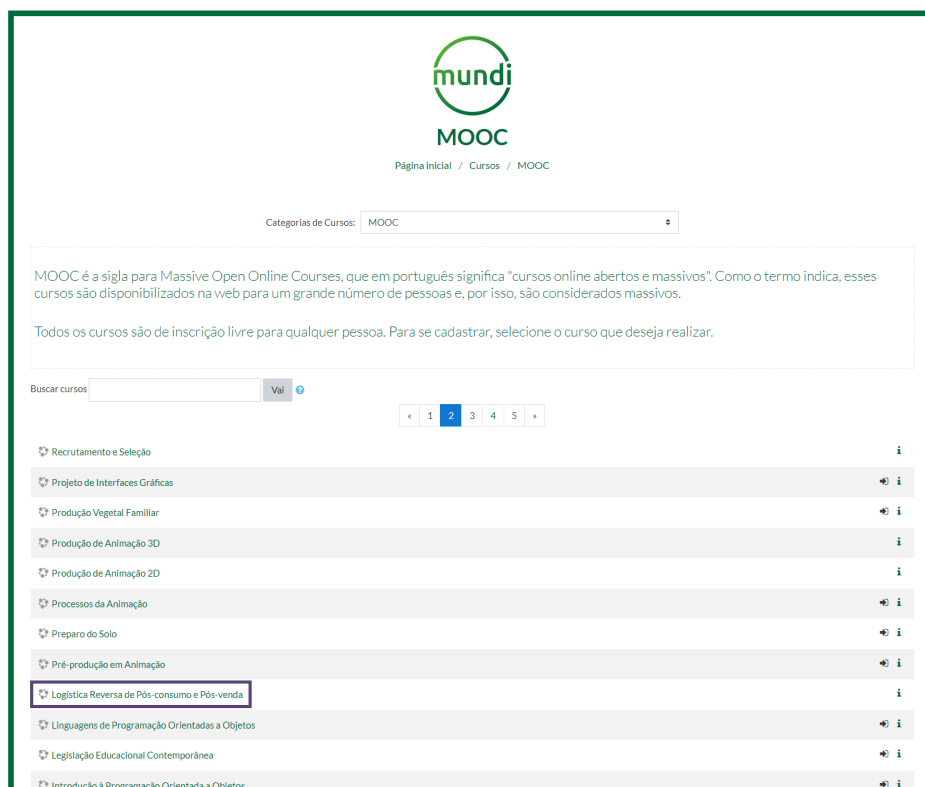 mundi
MOOC
Página inicial / Cursos / MOOC
Categorias de Cursos: MOOC
MOOC é a sigla para Massive Open Online Courses, que em português significa "cursos online abertos e massivos". Como o termo indica, esses
cursos são disponibilizados na web para um grande número de pessoas e, por isso, são considerados massivos.
Todos os cursos são de inscrição livre para qualquer pessoa. Para se cadastrar, selecione o curso que deseja realizar.
Buscar cursos Vai ?
« 1 2 3 4 5 »
Recrutamento e Seleção
Projeto de Interfaces Gráficas
Produção Vegetal Familiar
Produção de Animação 3D
Produção de Animação 2D
Processos da Animação
Preparo do Solo
Pré-produção em Animação
Logística Reversa de Pós-consumo e Pós-venda
Linguagens de Programação Orientadas a Objetos
Legislação Educacional Contemporânea
Introdução à Programação Orientada a Objetos